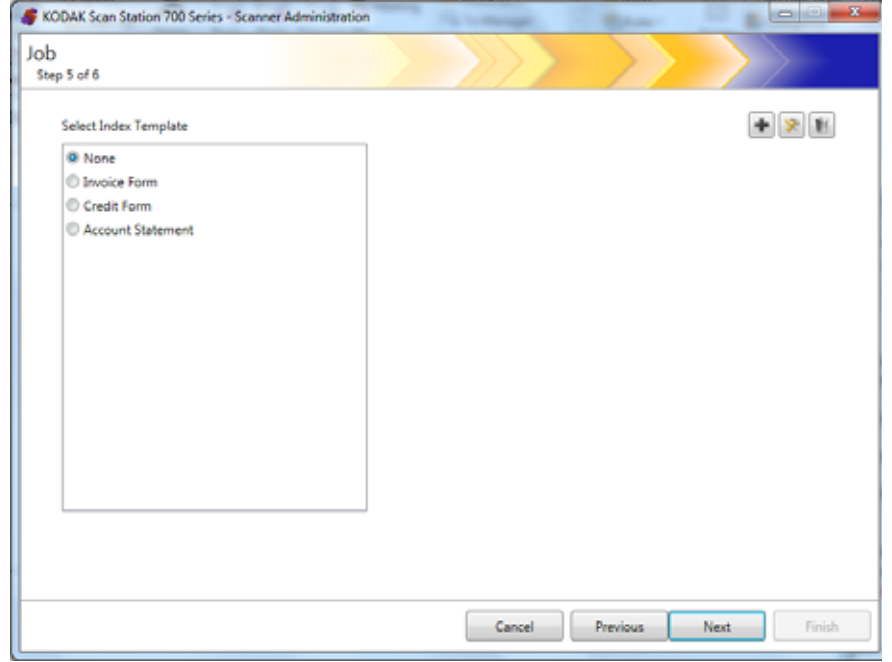 KODAK Scan Station 700 Series - Scanner Administration
Job
Step 5 of 6
Select Index Template
None
Invoice Form
Credit Form
Account Statement
Cancel Previous Next Finish